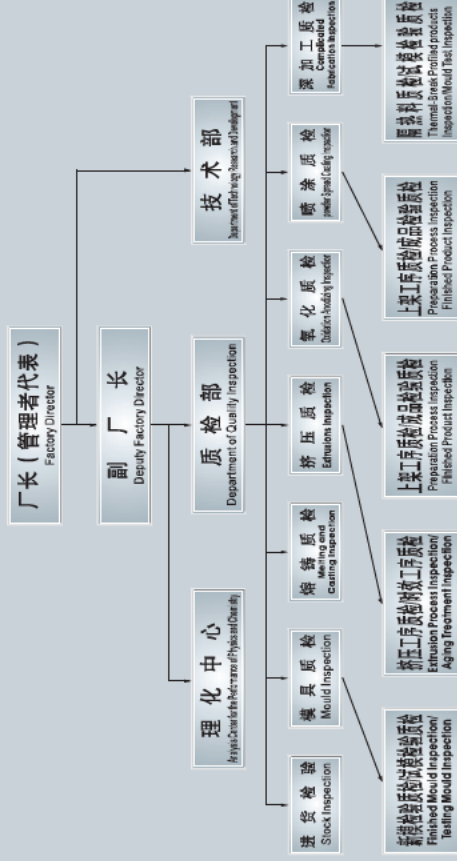 厂长（管理者代表）
Factory Director
副 厂 长
Deputy Factory Director
理 化 中 心
Analysis Center for the Performance of Physics and Chemistry
质 检 部
Department of Quality Inspection
技 术 部
Department of Technology Research and Development
进 货 检 验
Stock Inspection
模 具 质 检
Mould Inspection
熔 铸 质 检
Melting and
Casting Inspection
挤 压 质 检
Extrusions Inspection
氧 化 质 检
Oxidation Anodizing Inspection
喷 涂 质 检
powder Spread Coating Inspection
深 加 工 质 检
Complicated
Fabrication Inspection
新模检验质检/试模检验质检
Finished Mould Inspection/
Testing Mould Inspection
挤压工序质检/时效工序质检
Extrusion Process Inspection/
Aging Treatment Inspection
上架工序质检/成品检验质检
Preparation Process Inspection
Finished Product Inspection
上架工序质检/成品检验质检
Preparation Process Inspection
Finished Product Inspection
隔热料质检/试模检验质检
Thermal-Break Profiled products
Inspection/Mould Test Inspection